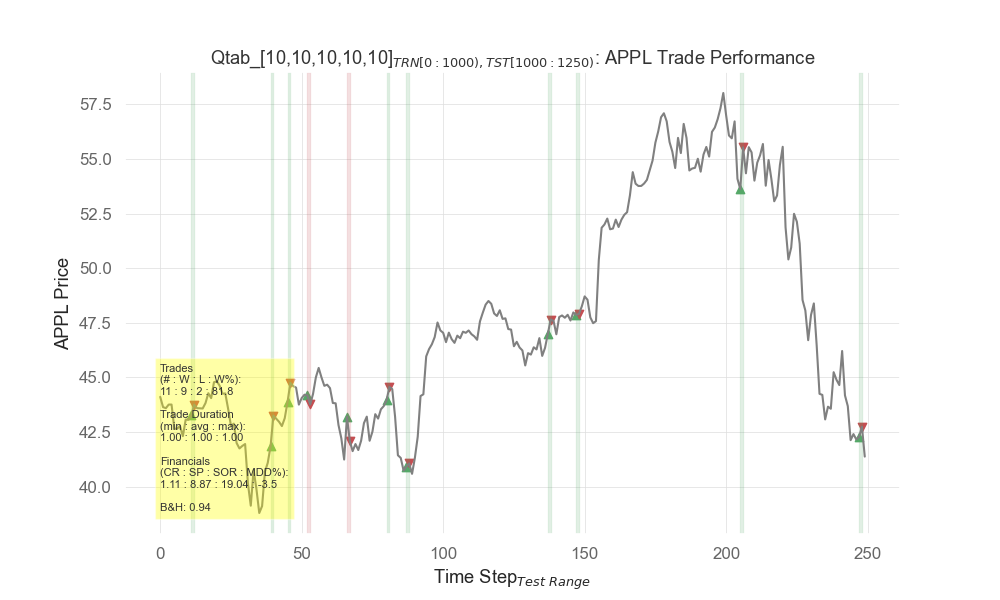 Qtab_[10,10,10,10,10]TRN[0 : 1000), TST[1000 : 1250): APPL Trade Performance
57.5
55.0
52.5
50.0
47.5
45.0
42.5
40.0
APPL Price
Trades
(# : W : L : W%):
11 : 9 : 2 : 81.8
Trade Duration
(min : avg : max):
1.00 : 1.00 : 1.00
Financials
(CR : SP : SOR : MDD%):
1.11 : 8.87 : 19.04 : -3.5
B&H: 0.94
0 50 100 150 200 250
Time StepTest Range